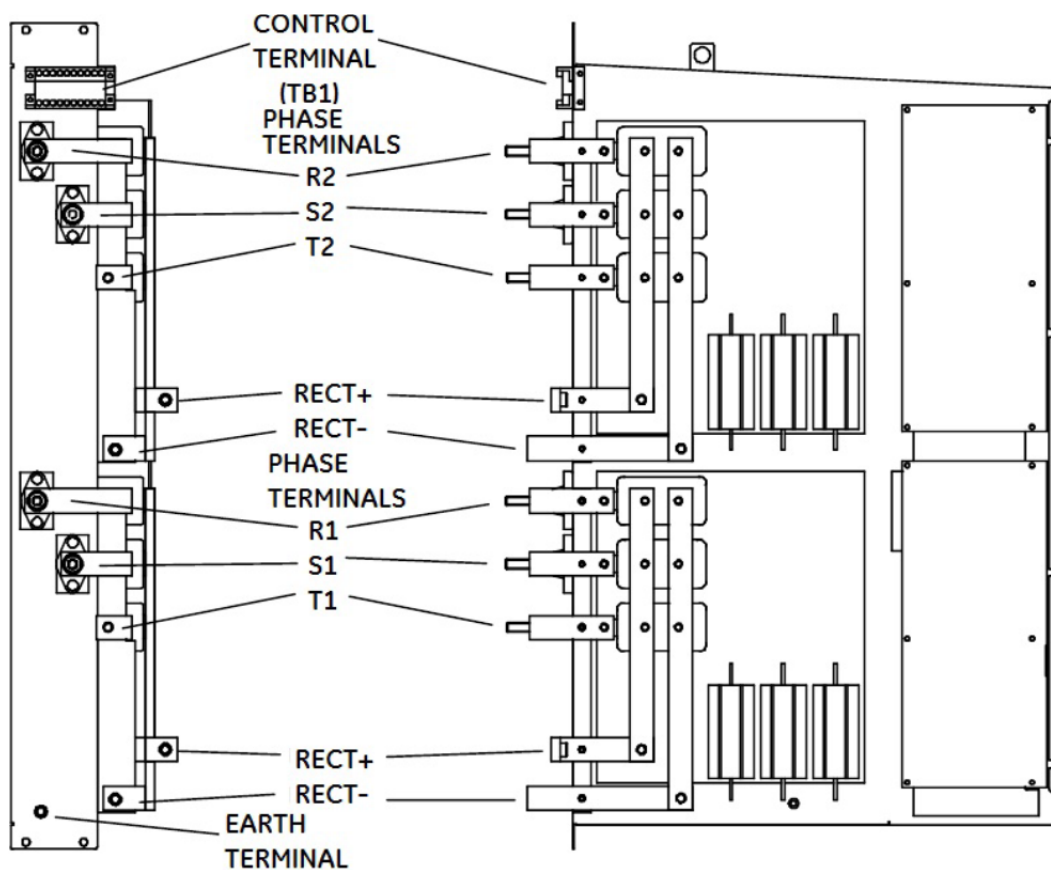 CONTROL
TERMINAL
(TB1)
PHASE
TERMINALS
R2
S2
T2
RECT+
RECT-
PHASE
TERMINALS
R1
S1
T1
RECT+
RECT-
EARTH
TERMINAL